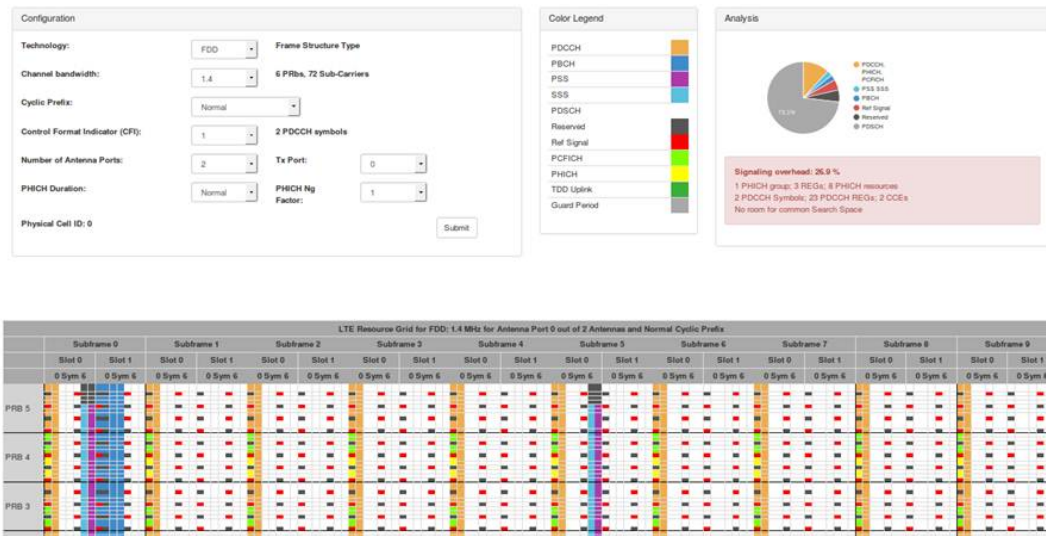 Configuration
Technology: FDD Frame Structure Type
Channel bandwidth: 1.4 6 PRbs, 72 Sub-Carriers
Cyclic Prefix: Normal
Control Format Indicator (CFI): 1 2 PDCCH symbols
Number of Antenna Ports: 2 Tx Port: 0
PHICH Duration: Normal PHICH Ng Factor: 1
Physical Cell ID: 0 Submit
Color Legend
PDCCH
PBCH
PSS
SSS
PDSCH
Reserved
Ref Signal
PCFICH
PHICH
TDD Uplink
Guard Period
Analysis
73.1%
PDCCH,
PHICH,
PCFICH
PSS SSS
PBCH
Ref Signal
Reserved
PDSCH
Signaling overhead: 26.9 %
1 PHICH group; 3 REGs; 8 PHICH resources
2 PDCCH Symbols; 23 PDCCH REGs; 2 CCEs
No room for common Search Space
LTE Resource Grid for FDD: 1.4 MHz for Antenna Port 0 out of 2 Antennas and Normal Cyclic Prefix
Subframe 0 Subframe 1 Subframe 2 Subframe 3 Subframe 4 Subframe 5 Subframe 6 Subframe 7 Subframe 8 Subframe 9
Slot 0 Slot 1 Slot 0 Slot 1 Slot 0 Slot 1 Slot 0 Slot 1 Slot 0 Slot 1 Slot 0 Slot 1 Slot 0 Slot 1 Slot 0 Slot 1 Slot 0 Slot 1 Slot 0 Slot 1
0 Sym 6 0 Sym 6 0 Sym 6 0 Sym 6 0 Sym 6 0 Sym 6 0 Sym 6 0 Sym 6 0 Sym 6 0 Sym 6 0 Sym 6 0 Sym 6 0 Sym 6 0 Sym 6 0 Sym 6 0 Sym 6 0 Sym 6 0 Sym 6 0 Sym 6 0 Sym 6
PRB 5
PRB 4
PRB 3